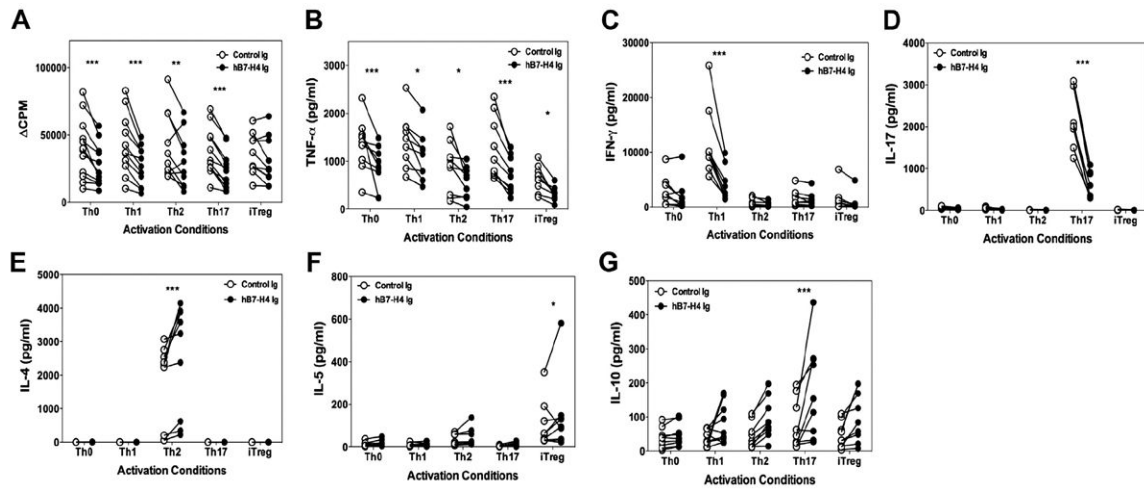 A
Control Ig
hB7-H4 Ig
***
***
**
***
100000
50000
0
ΔCPM
Th0 Th1 Th2 Th17 iTreg
Activation Conditions
B
Control Ig
hB7-H4 Ig
***
*
*
***
*
3000
2000
1000
0
TNF-α (pg/ml)
Th0 Th1 Th2 Th17 iTreg
Activation Conditions
C
Control Ig
hB7-H4 Ig
***
30000
20000
10000
0
IFN-γ (pg/ml)
Th0 Th1 Th2 Th17 iTreg
Activation Conditions
D
Control Ig
hB7-H4 Ig
***
4000
3000
2000
1000
0
IL-17 (pg/ml)
Th0 Th1 Th2 Th17 iTreg
Activation Conditions
E
Control Ig
hB7-H4 Ig
***
5000
4000
3000
2000
1000
0
IL-4 (pg/ml)
Th0 Th1 Th2 Th17 iTreg
Activation Conditions
F
Control Ig
hB7-H4 Ig
*
800
600
400
200
0
IL-5 (pg/ml)
Th0 Th1 Th2 Th17 iTreg
Activation Conditions
G
Control Ig
hB7-H4 Ig
***
500
400
300
200
100
0
IL-10 (pg/ml)
Th0 Th1 Th2 Th17 iTreg
Activation Conditions